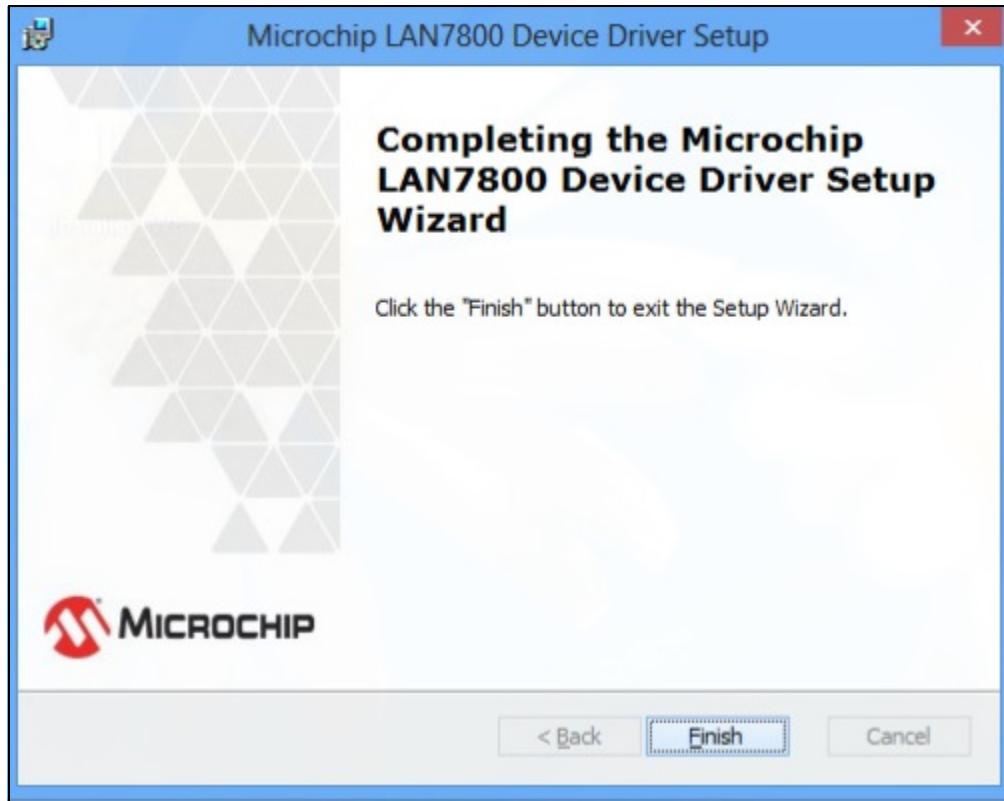 Microchip LAN7800 Device Driver Setup
Completing the Microchip
LAN7800 Device Driver Setup
Wizard
Click the "Finish" button to exit the Setup Wizard.
MICROCHIP
< Back
Finish
Cancel